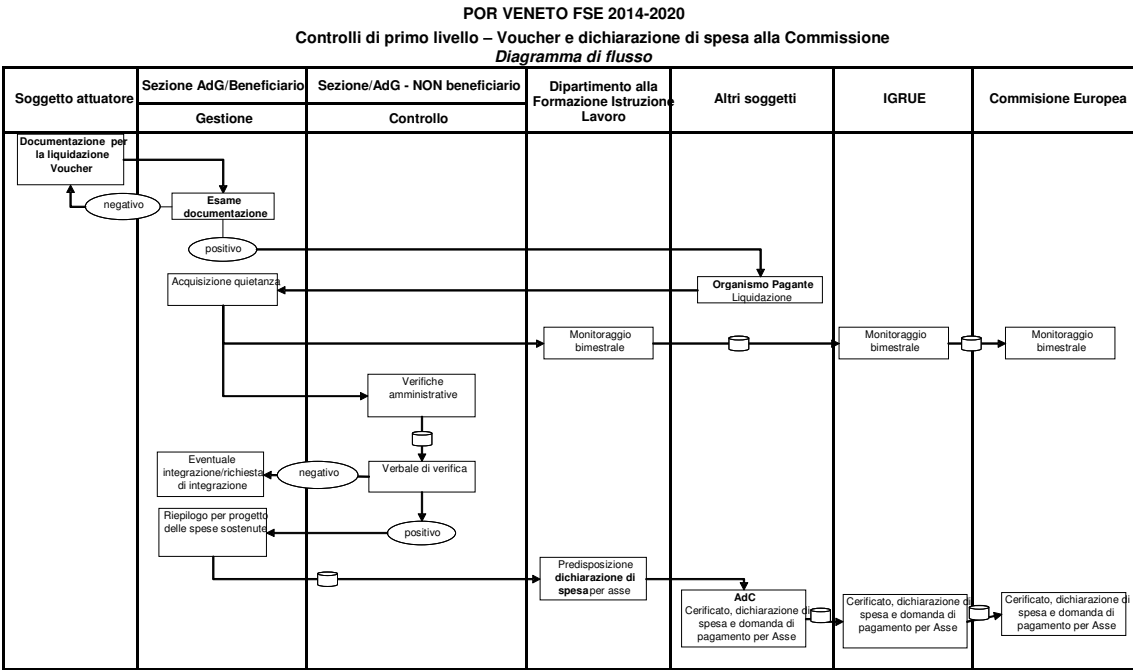 POR VENETO FSE 2014-2020
Controlli di primo livello – Voucher e dichiarazione di spesa alla Commissione
Diagramma di flusso
Soggetto attuatore
Sezione AdG/Beneficiario
Gestione
Sezione/AdG - NON beneficiario
Controllo
Dipartimento alla
Formazione Istruzione
Lavoro
Altri soggetti
IGRUE
Commisione Europea
Documentazione per
la liquidazione
Voucher
negativo
Esame
documentazione
positivo
Acquisizione quietanza
Organismo Pagante
Liquidazione
Monitoraggio
bimestrale
Monitoraggio
bimestrale
Monitoraggio
bimestrale
Verifiche
amministrative
Eventuale
integrazione/richiesta
di integrazione
negativo
Verbale di verifica
Riepilogo per progetto
delle spese sostenute
positivo
Predisposizione
dichiarazione di
spesa per asse
AdC
Cerificato, dichiarazione di
spesa e domanda di
pagamento per Asse
Cerificato, dichiarazione di
spesa e domanda di
pagamento per Asse
Cerificato, dichiarazione di
spesa e domanda di
pagamento per Asse